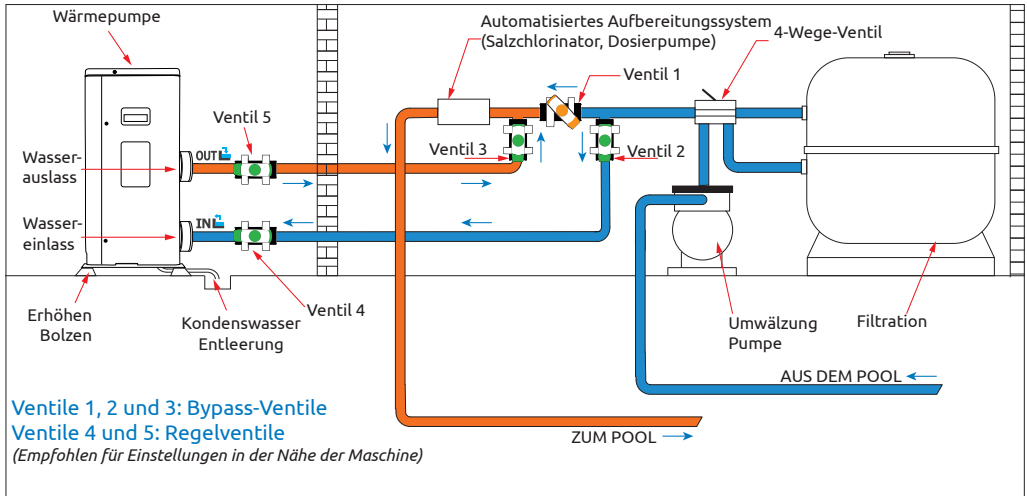 Wärmepumpe
Automatisiertes Aufbereitungssystem
(Salzchlorinator, Dosierpumpe)
4-Wege-Ventil
Ventil 1
Ventil 5
Ventil 3
Ventil 2
Wasser-
auslass
OUT
Wasser-
einlass
IN
Erhöhen
Bolzen
Kondenswasser
Entleerung
Ventil 4
Umwälzung
Pumpe
Filtration
AUS DEM POOL
ZUM POOL
Ventile 1, 2 und 3: Bypass-Ventile
Ventile 4 und 5: Regelventile
(Empfohlen für Einstellungen in der Nähe der Maschine)